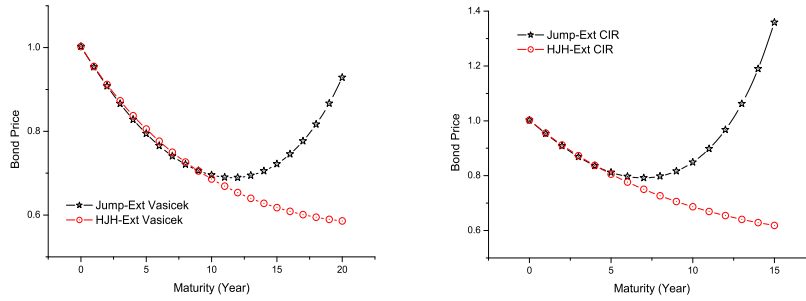 1.0
0.8
0.6
Bond Price
Jump-Ext Vasicek
HJH-Ext Vasicek
0 5 10 15 20
Maturity (Year)
1.4
1.2
1.0
0.8
0.6
Bond Price
Jump-Ext CIR
HJH-Ext CIR
0 5 10 15
Maturity (Year)